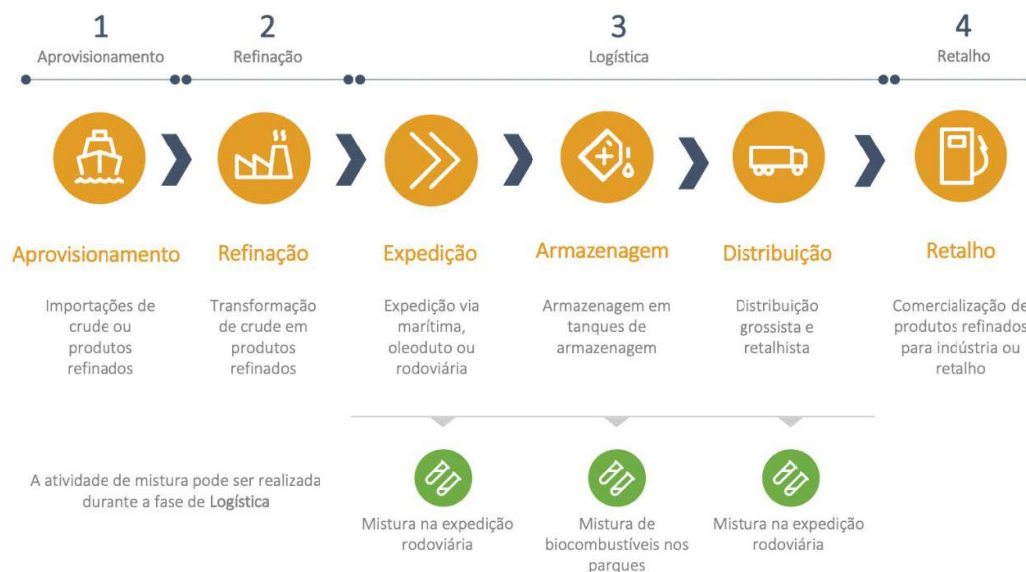 1
Aprovisionamento
2
Refinação
3
Logística
4
Retalho
Aprovisionamento
Importações de
crude ou
produtos
refinados
Refinação
Transformação
de crude em
produtos
refinados
Expedição
Expedição via
marítima,
oleoduto ou
rodoviária
Armazenagem
Armazenagem em
tanques de
armazenagem
Distribuição
Distribuição
grossista e
retalhista
Retalho
Comercialização de
produtos refinados
para indústria ou
retalho
A atividade de mistura pode ser realizada
durante a fase de Logística
Mistura na expedição
rodoviária
Mistura de
biocombustíveis nos
parques
Mistura na expedição
rodoviária